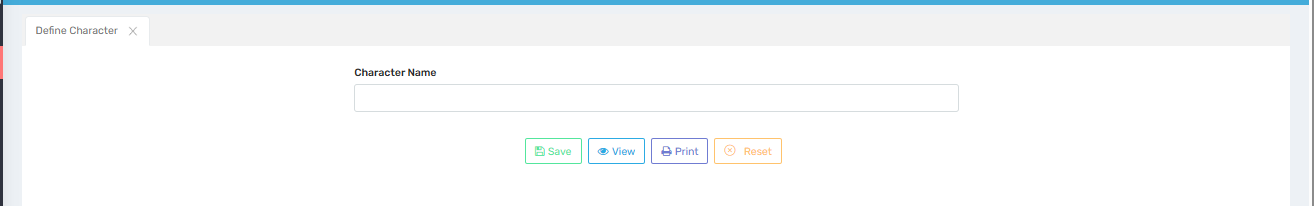 Define Character
Character Name
Save View Print Reset